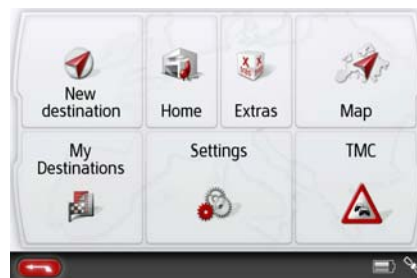 New
destination
Home
Extras
Map
My
Destinations
Settings
TMC